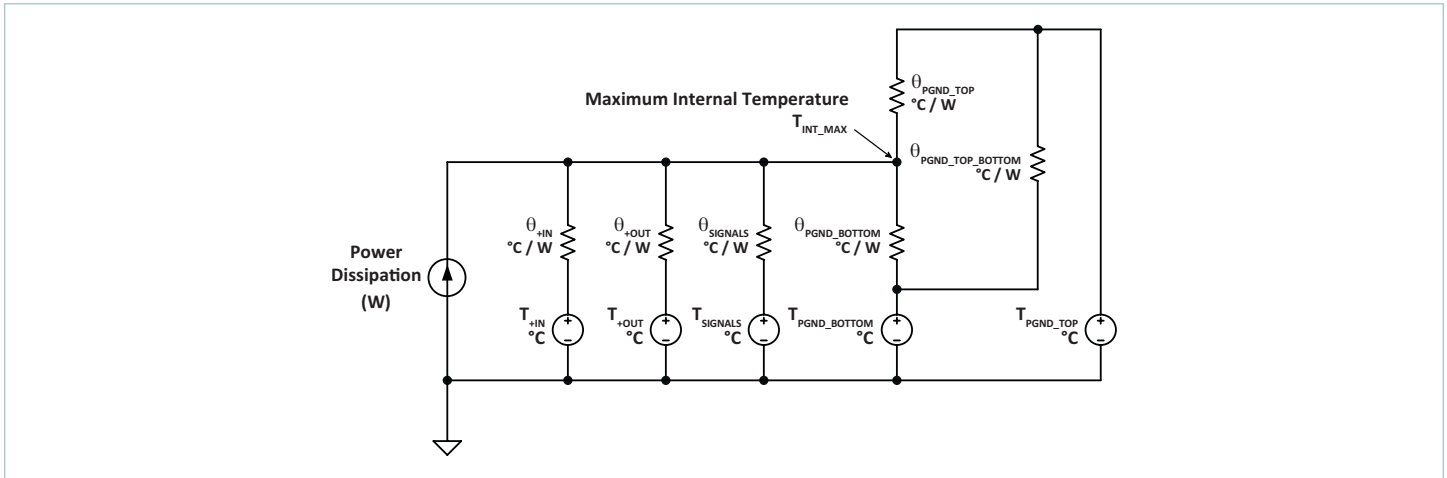 θPGND_TOP
°C / W
Maximum Internal Temperature
TINT_MAX
θPGND_TOP_BOTTOM
°C / W
θ+IN
°C / W
θ+OUT
°C / W
θSIGNALS
°C / W
θPGND_BOTTOM
°C / W
Power
Dissipation
(W)
T+IN
°C
T+OUT
°C
TSIGNALS
°C
TPGND_BOTTOM
°C
TPGND_TOP
°C
+
–
+
–
+
–
+
–
+
–